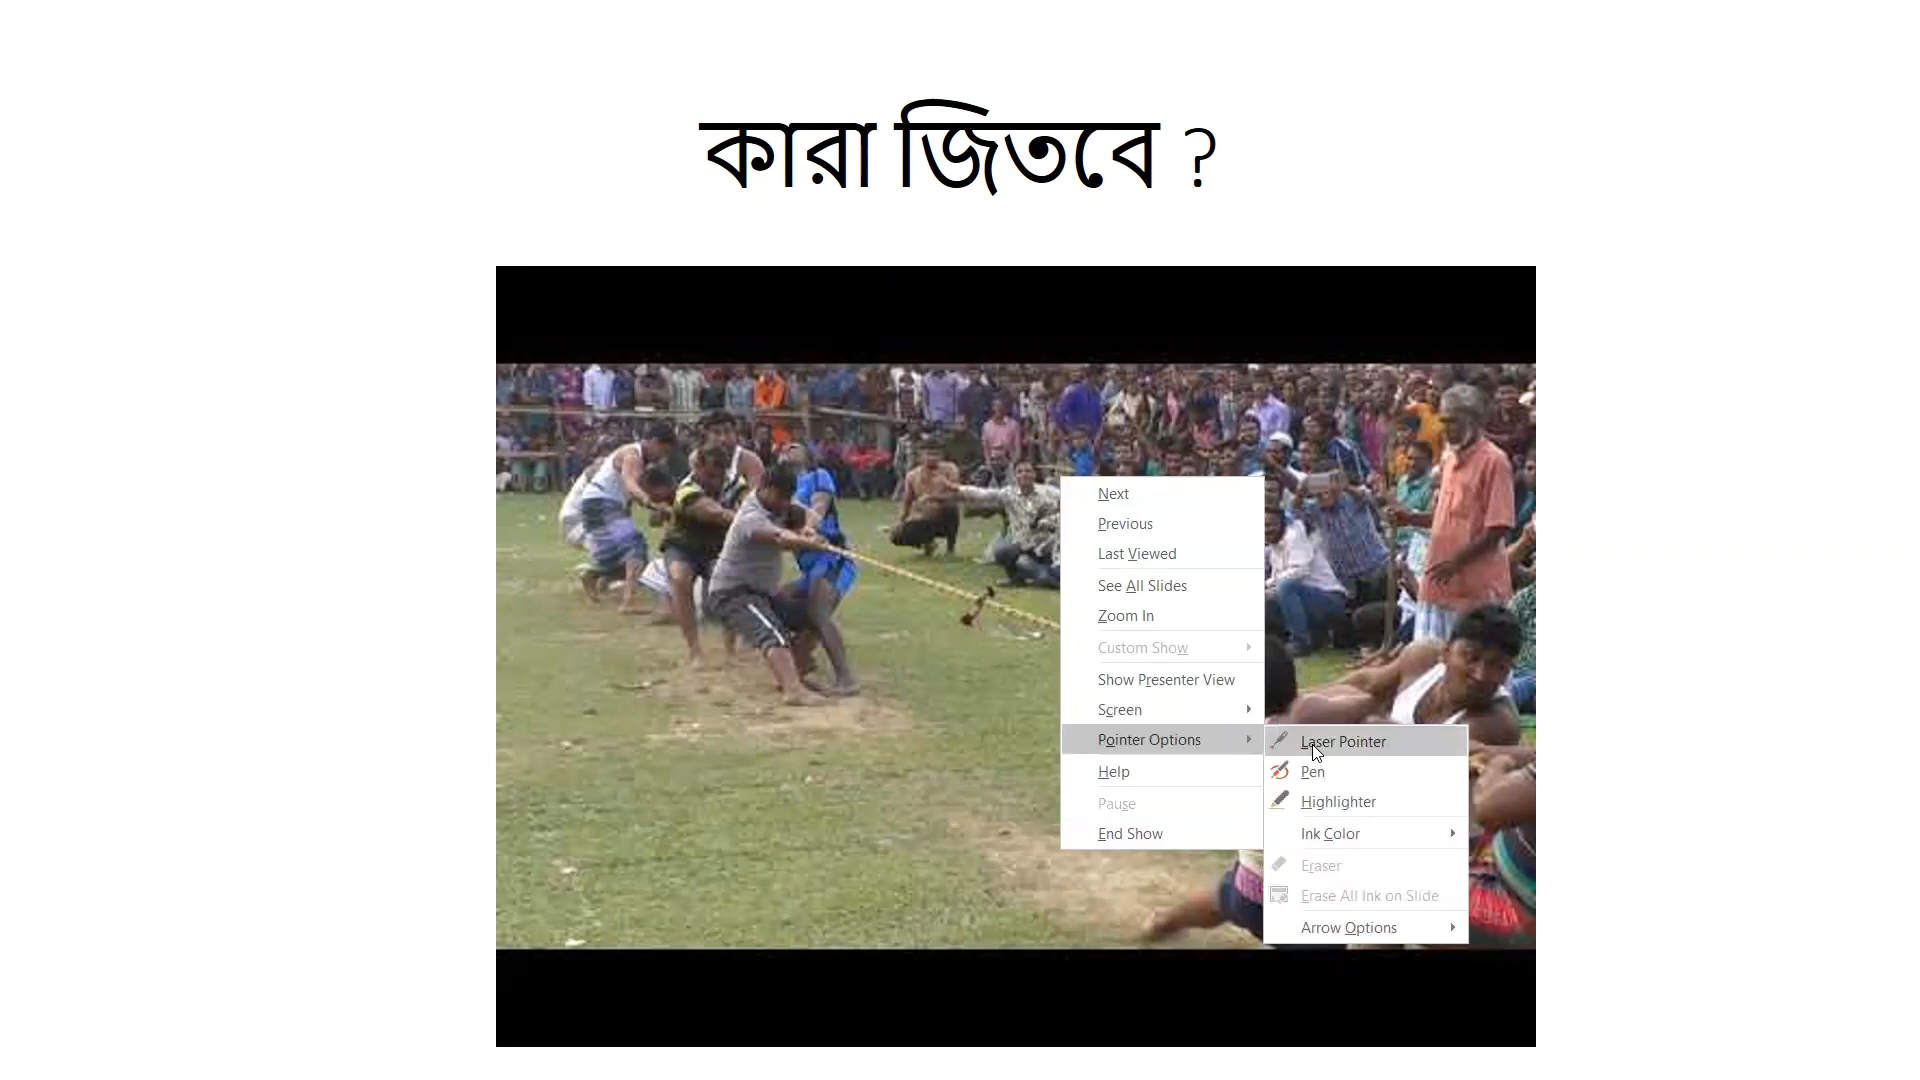 কারা জিতবে ?
Next
Previous
Last Viewed
See All Slides
Zoom In
Custom Show
Show Presenter View
Screen
Pointer Options
Help
Pause
End Show
Laser Pointer
Pen
Highlighter
Ink Color
Eraser
Erase All Ink on Slide
Arrow Options